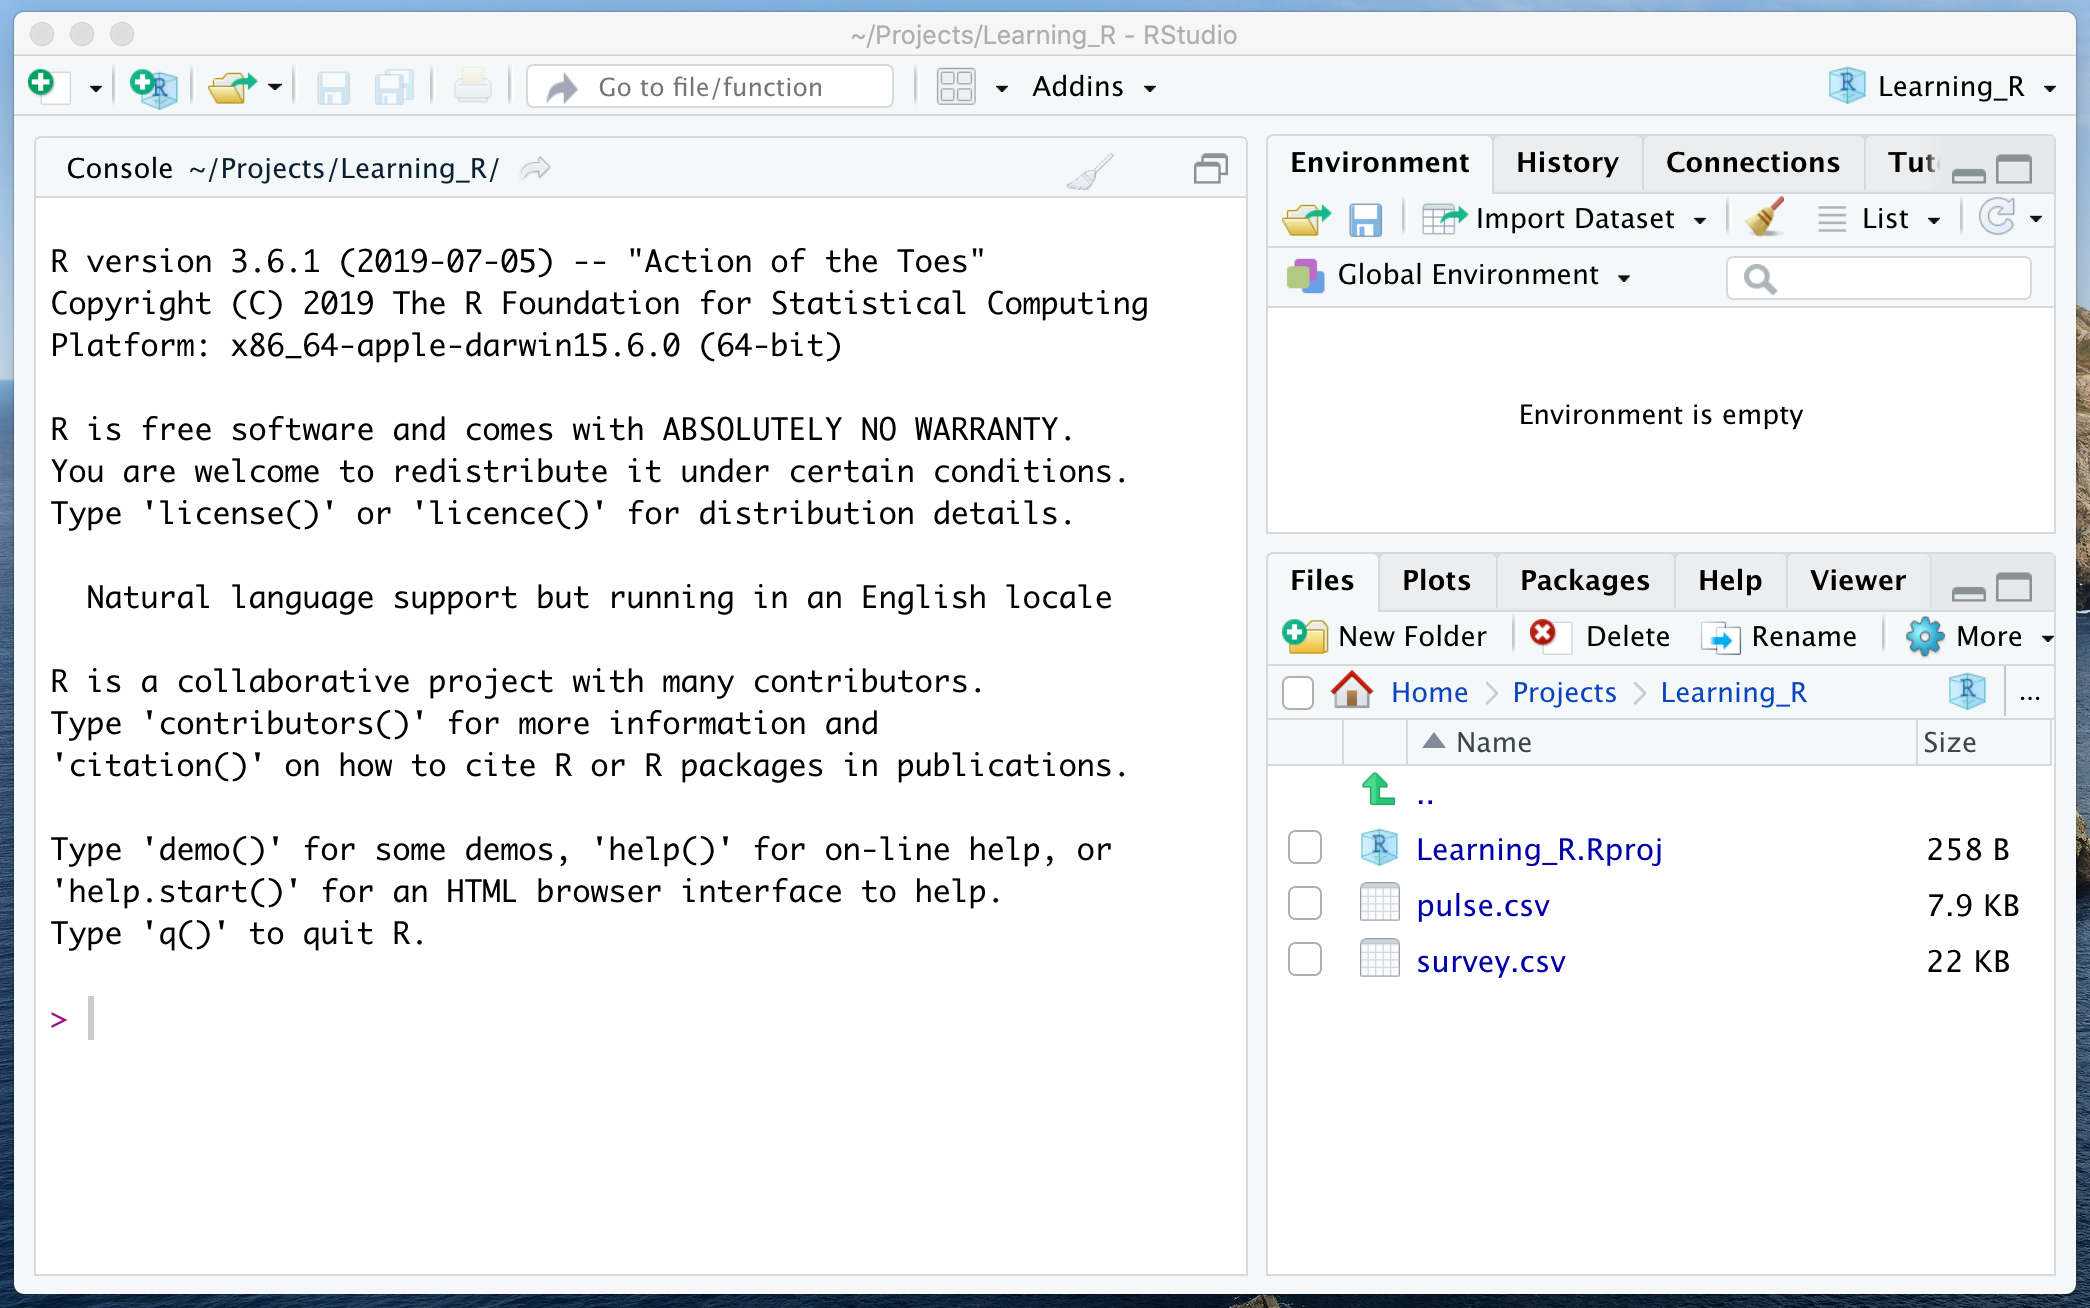 ~/Projects/Learning_R - RStudio
Go to file/function
Addins
Learning_R
Console ~/Projects/Learning_R/
R version 3.6.1 (2019-07-05) -- "Action of the Toes"
Copyright (C) 2019 The R Foundation for Statistical Computing
Platform: x86_64-apple-darwin15.6.0 (64-bit)
R is free software and comes with ABSOLUTELY NO WARRANTY.
You are welcome to redistribute it under certain conditions.
Type 'license()' or 'licence()' for distribution details.
Natural language support but running in an English locale
R is a collaborative project with many contributors.
Type 'contributors()' for more information and
'citation()' on how to cite R or R packages in publications.
Type 'demo()' for some demos, 'help()' for on-line help, or
'help.start()' for an HTML browser interface to help.
Type 'q()' to quit R.
>
Environment History Connections Tut
Import Dataset List
Global Environment
Environment is empty
Files Plots Packages Help Viewer
New Folder Delete Rename More
Home Projects Learning_R ...
Name Size
..
Learning_R.Rproj 258 B
pulse.csv 7.9 KB
survey.csv 22 KB